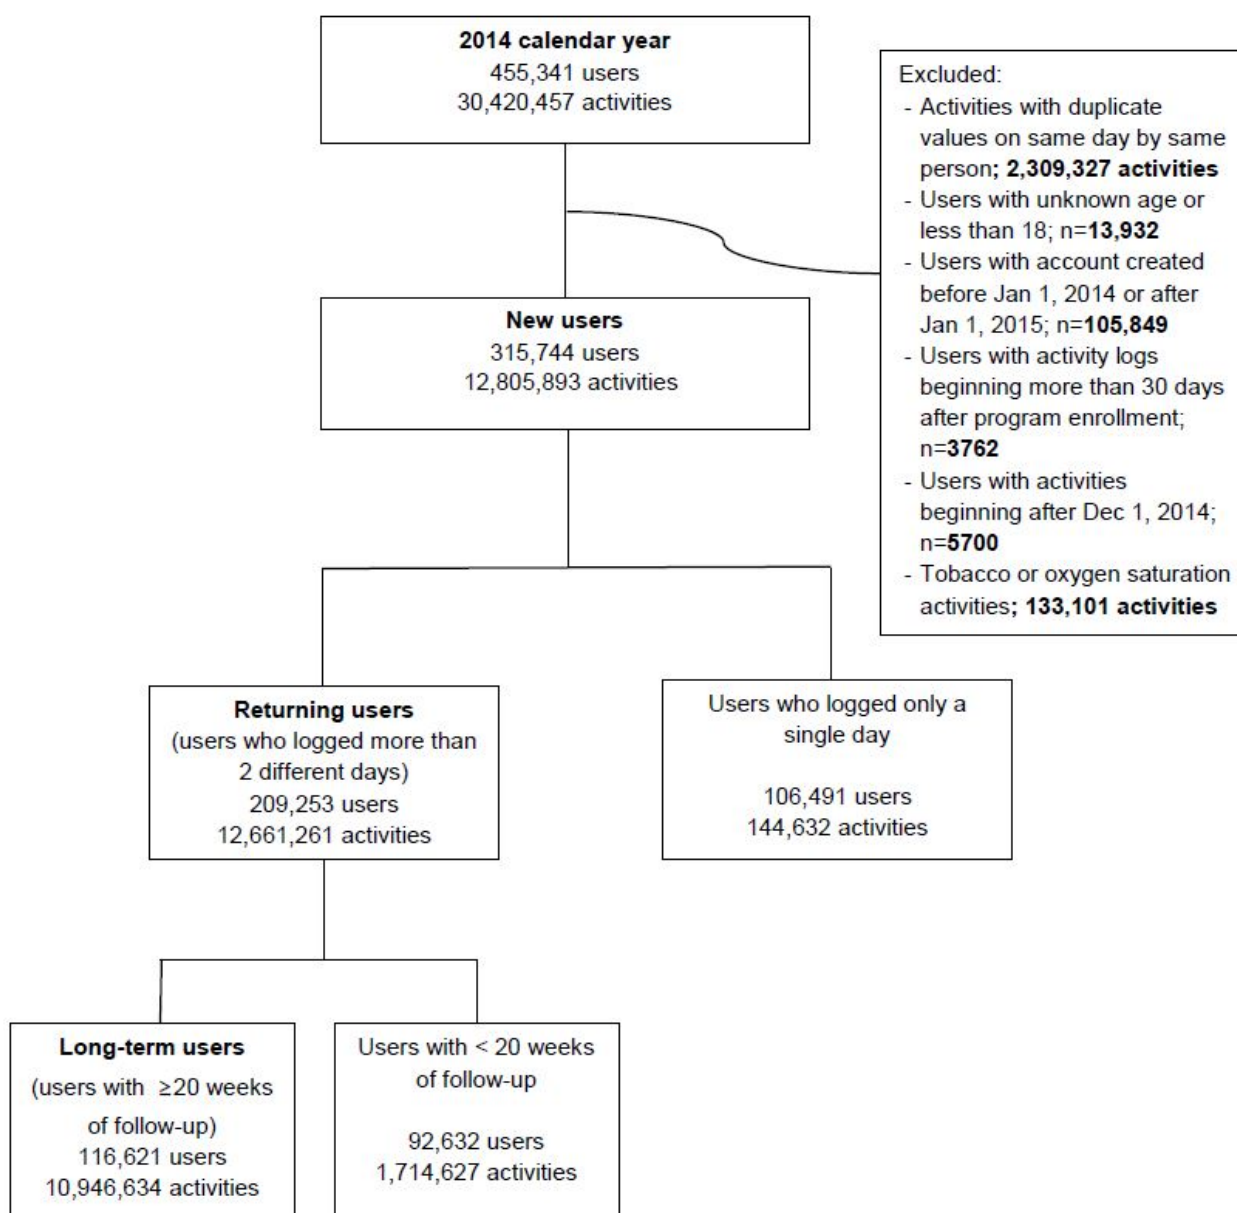 2014 calendar year
455,341 users
30,420,457 activities
Excluded:
- Activities with duplicate
values on same day by same
person; 2,309,327 activities
- Users with unknown age or
less than 18; n=13,932
- Users with account created
before Jan 1, 2014 or after
Jan 1, 2015; n=105,849
- Users with activity logs
beginning more than 30 days
after program enrollment;
n=3762
- Users with activities
beginning after Dec 1, 2014;
n=5700
- Tobacco or oxygen saturation
activities; 133,101 activities
New users
315,744 users
12,805,893 activities
Returning users
(users who logged more than
2 different days)
209,253 users
12,661,261 activities
Users who logged only a
single day
106,491 users
144,632 activities
Long-term users
(users with ≥20 weeks
of follow-up)
116,621 users
10,946,634 activities
Users with < 20 weeks
of follow-up
92,632 users
1,714,627 activities